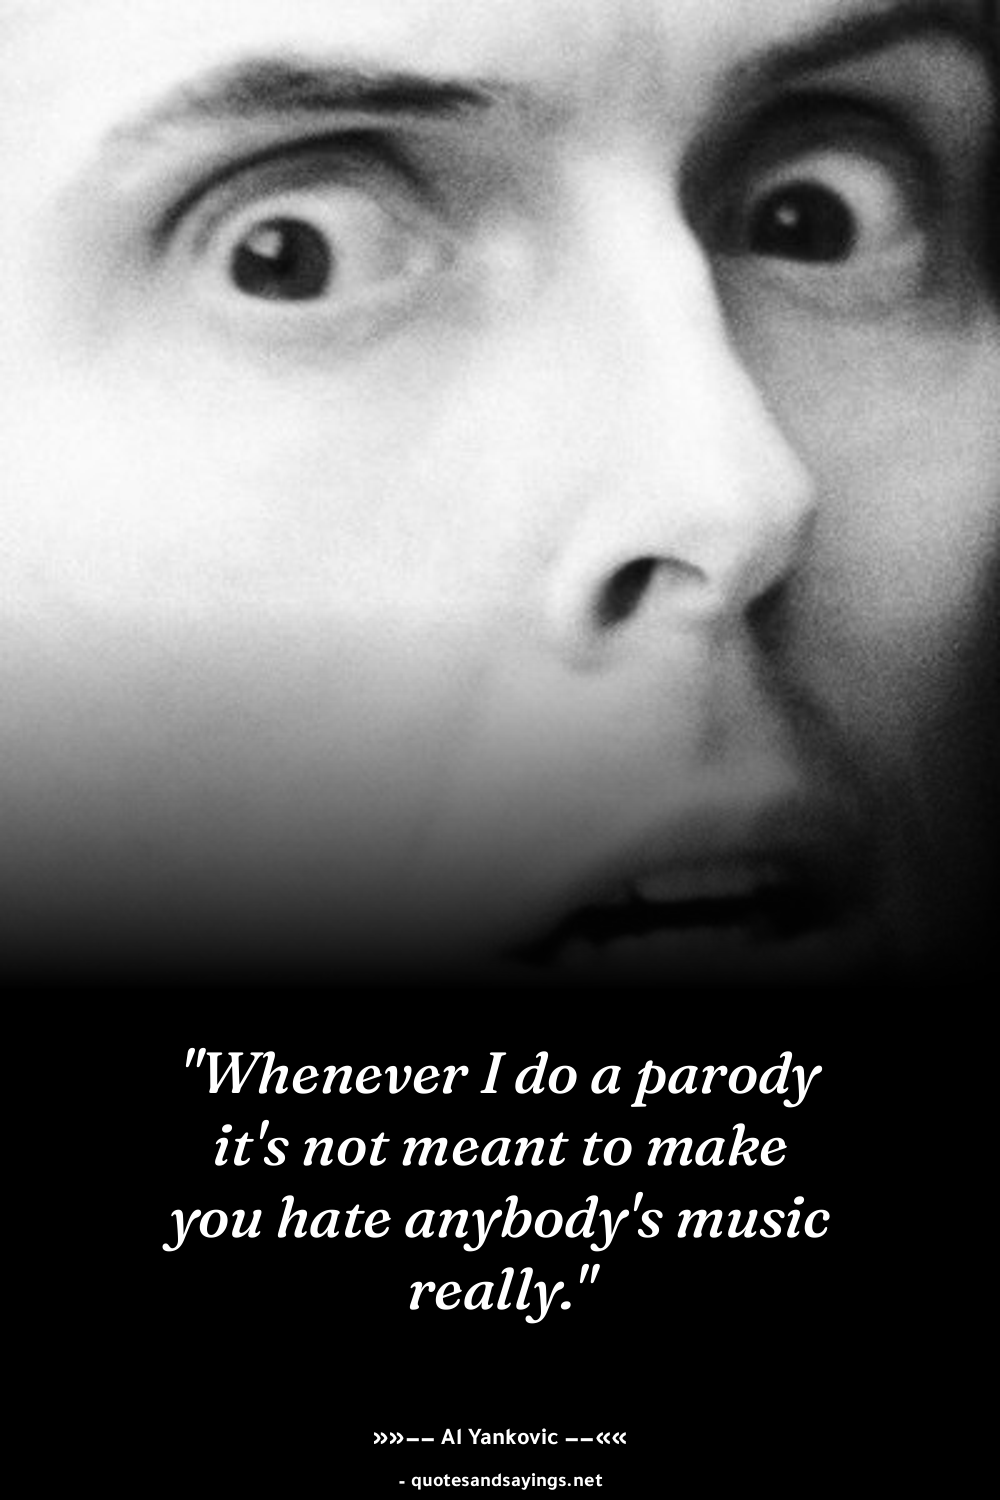 "Whenever I do a parody
it's not meant to make
you hate anybody's music
really."
»»−− Al Yankovic −−««
- quotesandsayings.net